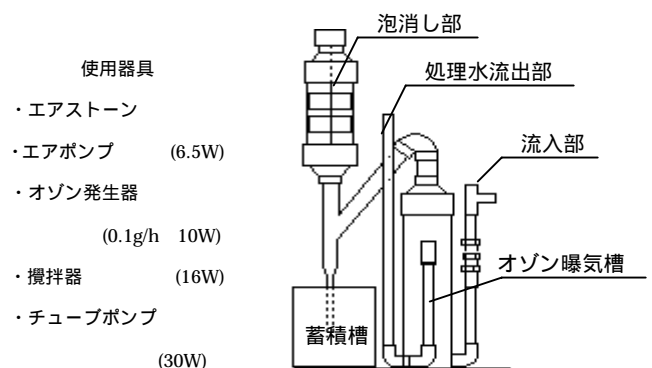 使用器具
・エアストーン
・エアポンプ (6.5W)
・オゾン発生器
(0.1g/h 10W)
・攪拌器 (16W)
・チューブポンプ
(30W)
泡消し部
処理水流出部
流入部
オゾン曝気槽
蓄積槽